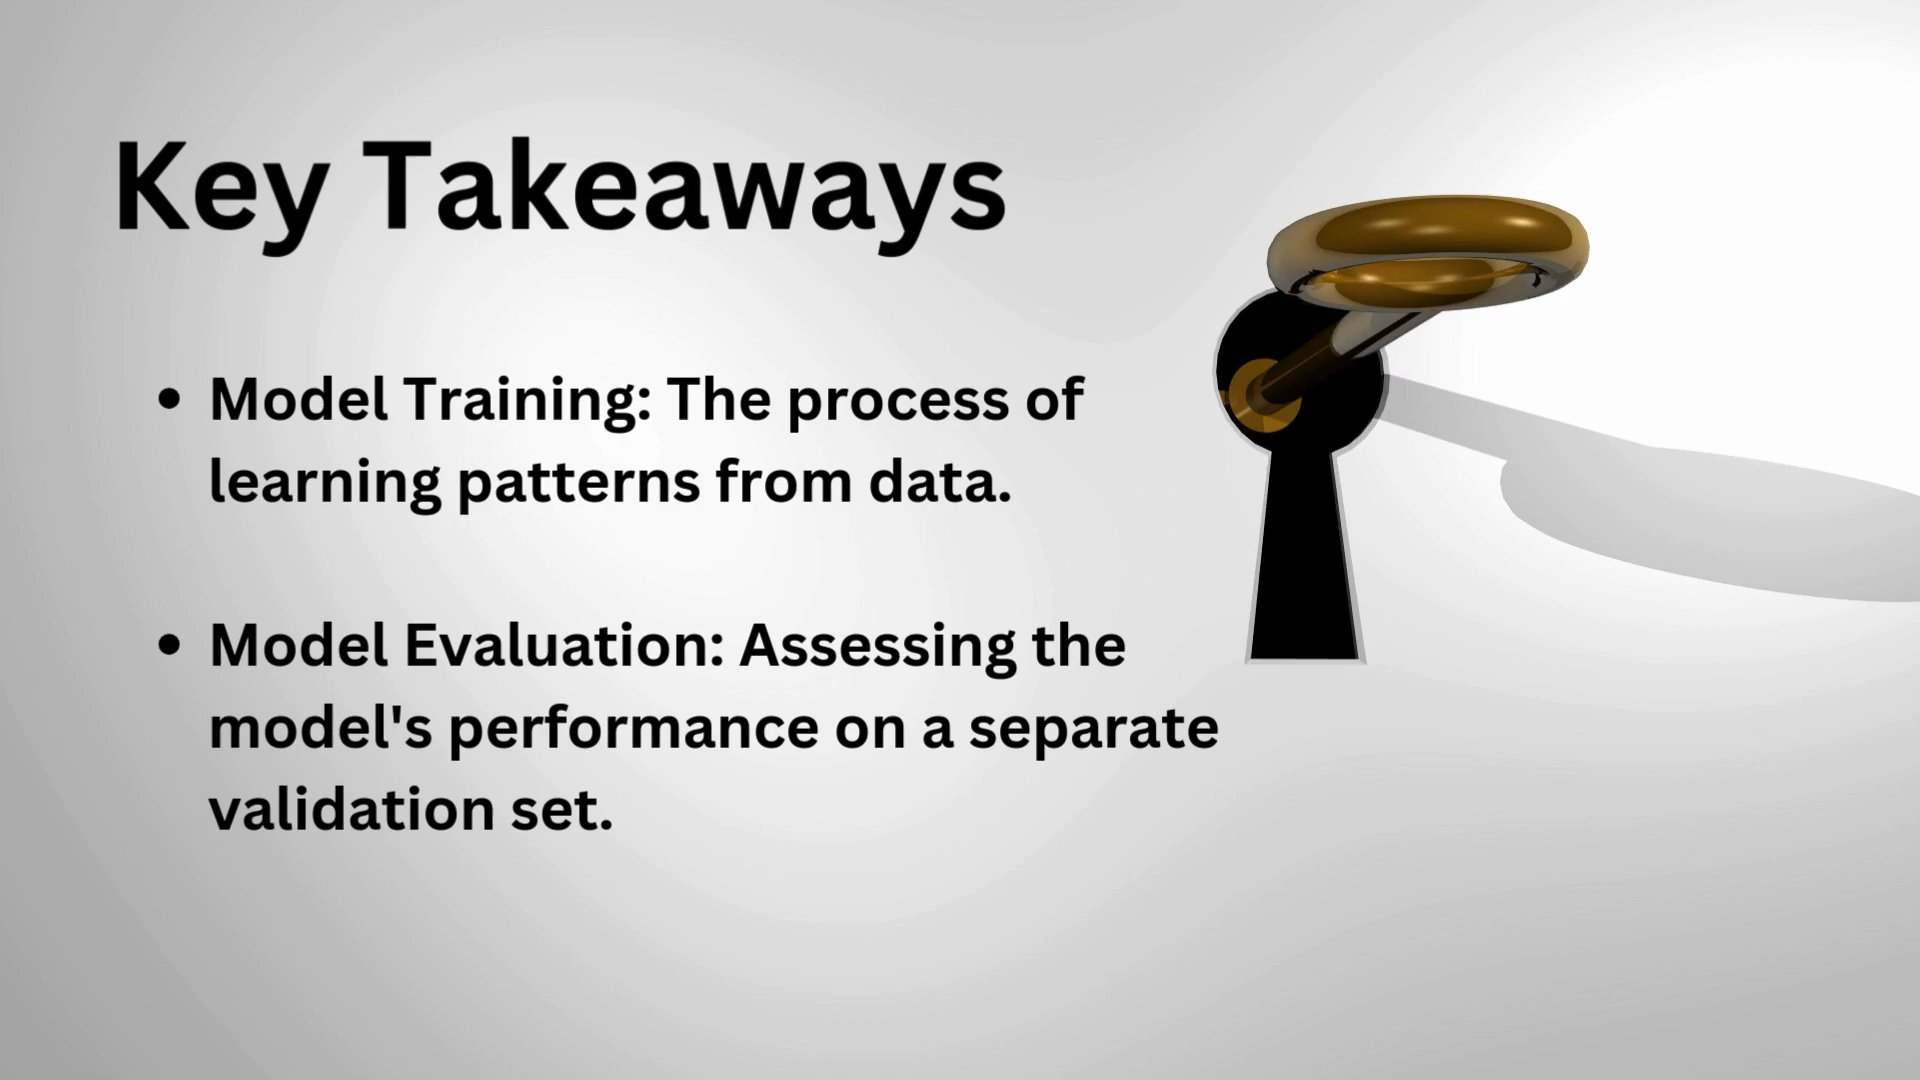 Key Takeaways
• Model Training: The process of
learning patterns from data.
• Model Evaluation: Assessing the
model's performance on a separate
validation set.